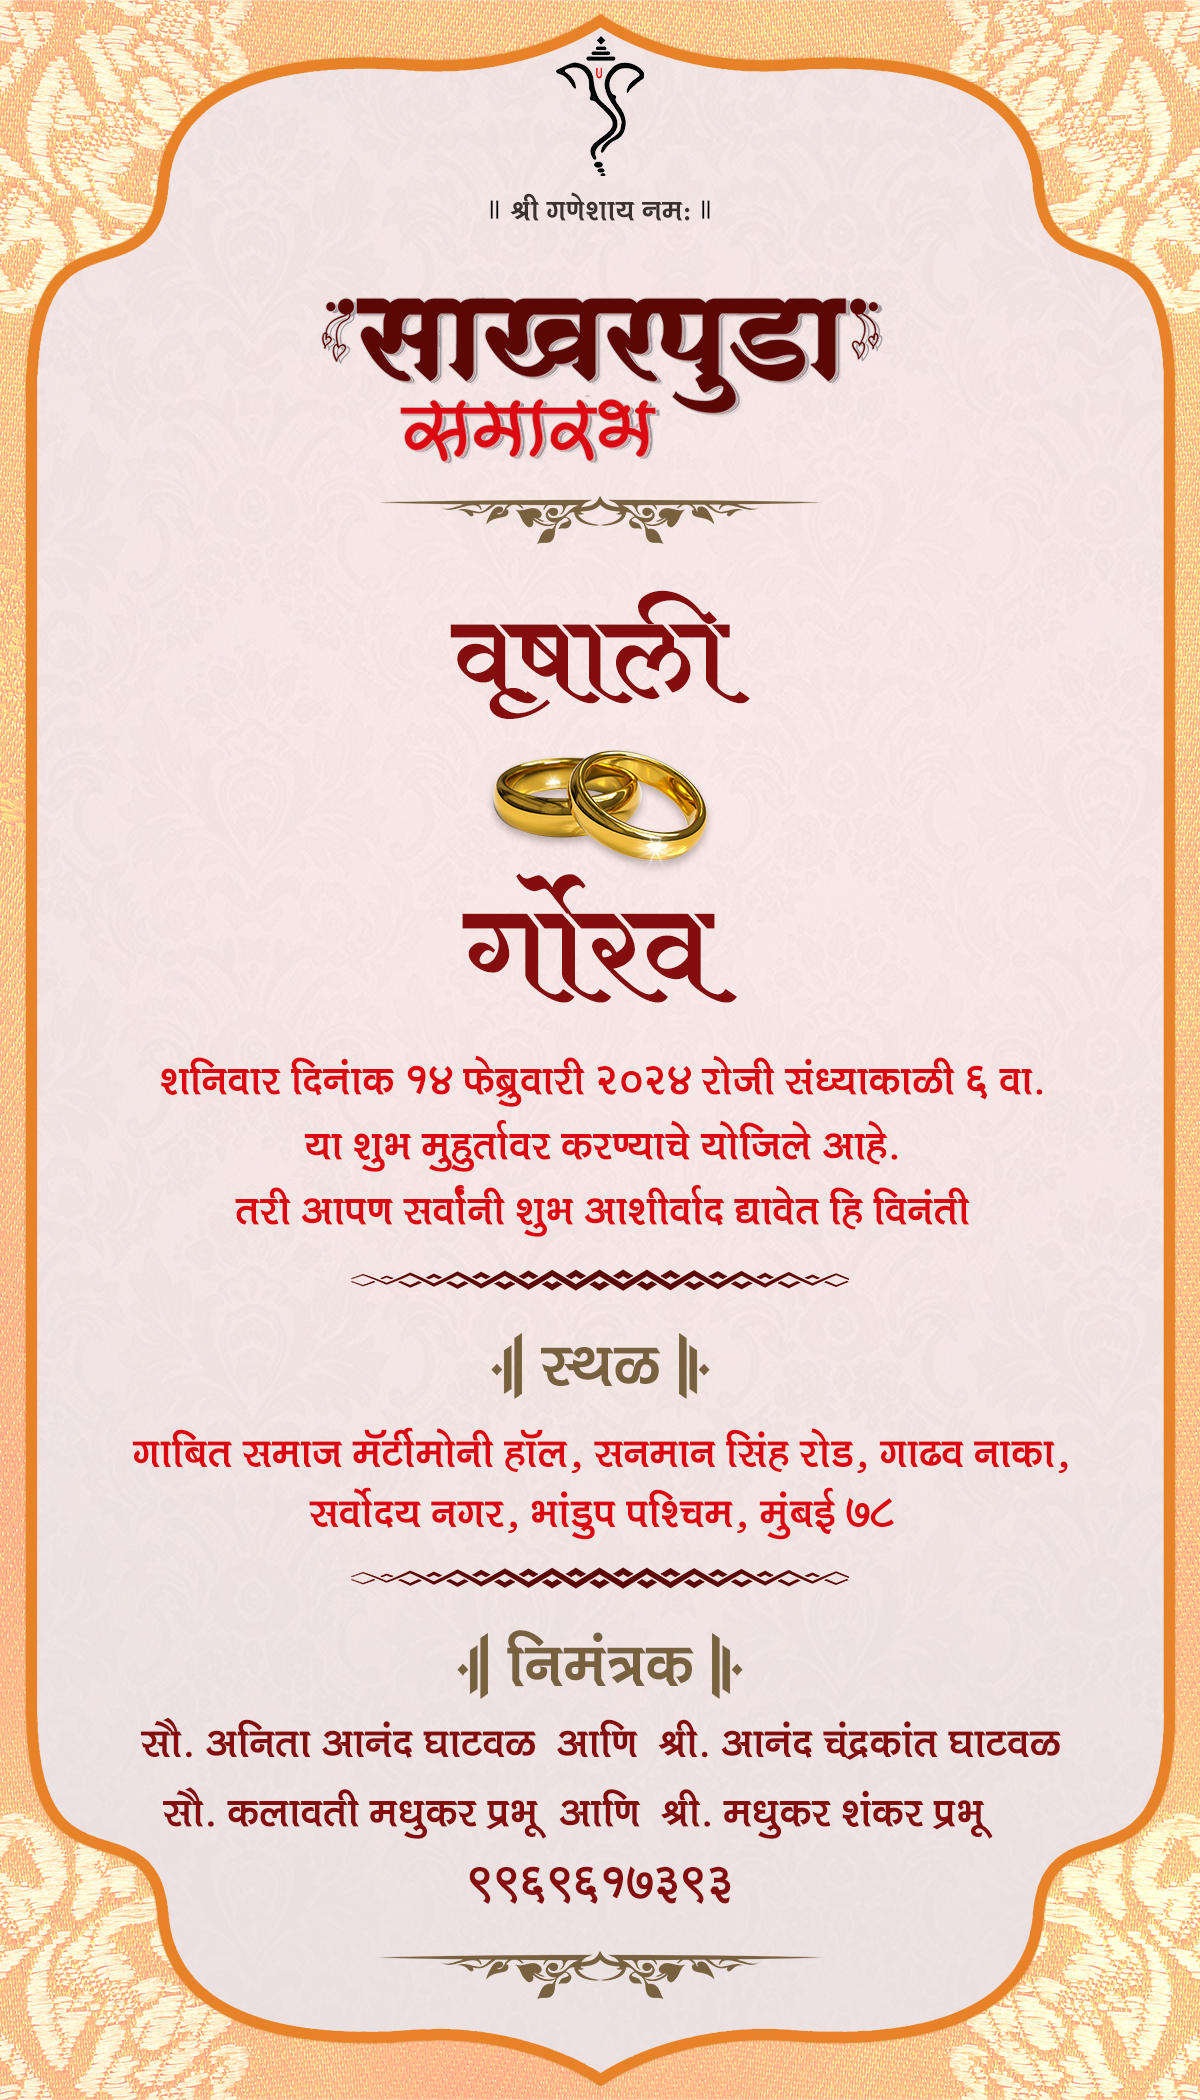 ॥ श्री गणेशाय नम: ॥
साखरपुडा
समारंभ
वृषाली
गौरव
शनिवार दिनांक १४ फेब्रुवारी २०२४ रोजी संध्याकाळी ६ वा.
या शुभ मुहुर्तावर करण्याचे योजिले आहे.
तरी आपण सर्वांनी शुभ आशीर्वाद द्यावेत हि विनंती
स्थळ
गाबित समाज मॅर्टीमोनी हॉल, सनमान सिंह रोड, गाढव नाका,
सर्वोदय नगर, भांडुप पश्चिम, मुंबई ७८
निमंत्रक
सौ. अनिता आनंद घाटवळ आणि श्री. आनंद चंद्रकांत घाटवळ
सौ. कलावती मधुकर प्रभू आणि श्री. मधुकर शंकर प्रभू
९९६९६१७३९३